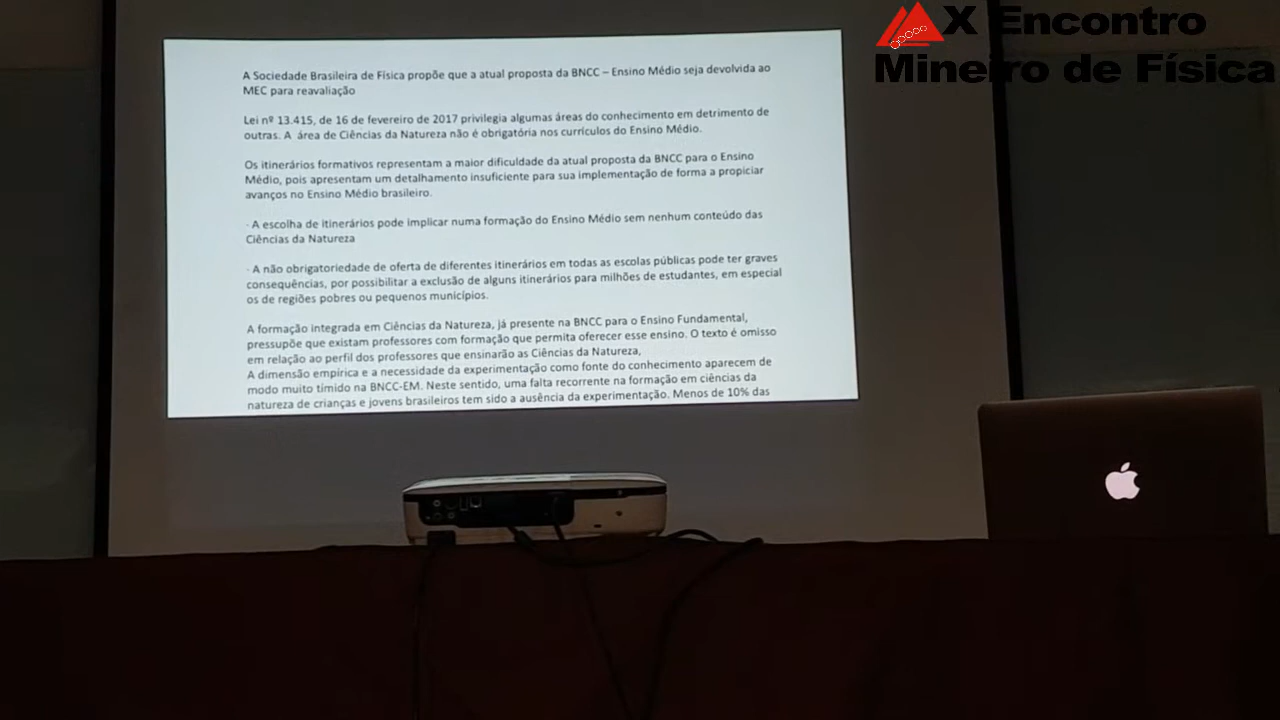 X Encontro
Mineiro de Física
A Sociedade Brasileira de Física propõe que a atual proposta da BNCC – Ensino Médio seja devolvida ao
MEC para reavaliação
Lei nº 13.415, de 16 de fevereiro de 2017 privilegia algumas áreas do conhecimento em detrimento de
outras. A área de Ciências da Natureza não é obrigatória nos currículos do Ensino Médio.
Os itinerários formativos representam a maior dificuldade da atual proposta da BNCC para o Ensino
Médio, pois apresentam um detalhamento insuficiente para sua implementação de forma a propiciar
avanços no Ensino Médio brasileiro.
· A escolha de itinerários pode implicar numa formação do Ensino Médio sem nenhum conteúdo das
Ciências da Natureza
· A não obrigatoriedade de oferta de diferentes itinerários em todas as escolas públicas pode ter graves
consequências, por possibilitar a exclusão de alguns itinerários para milhões de estudantes, em especial
os de regiões pobres ou pequenos municípios.
A formação integrada em Ciências da Natureza, já presente na BNCC para o Ensino Fundamental,
pressupõe que existam professores com formação que permita oferecer esse ensino. O texto é omisso
em relação ao perfil dos professores que ensinarão as Ciências da Natureza,
A dimensão empírica e a necessidade da experimentação como fonte do conhecimento aparecem de
modo muito tímido na BNCC-EM. Neste sentido, uma falta recorrente na formação em ciências da
natureza de crianças e jovens brasileiros tem sido a ausência da experimentação. Menos de 10% das